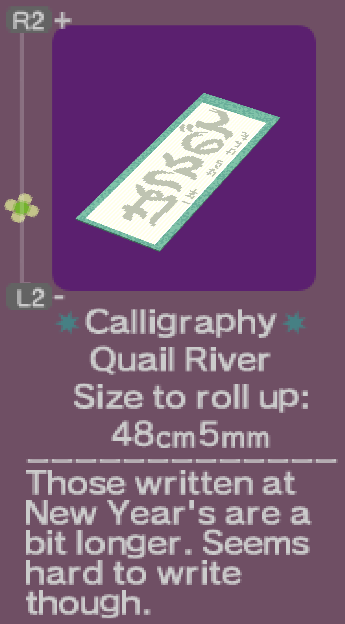 R2 +
L2 -
Calligraphy
Quail River
Size to roll up:
48cm5mm
Those written at
New Year's are a
bit longer. Seems
hard to write
though.